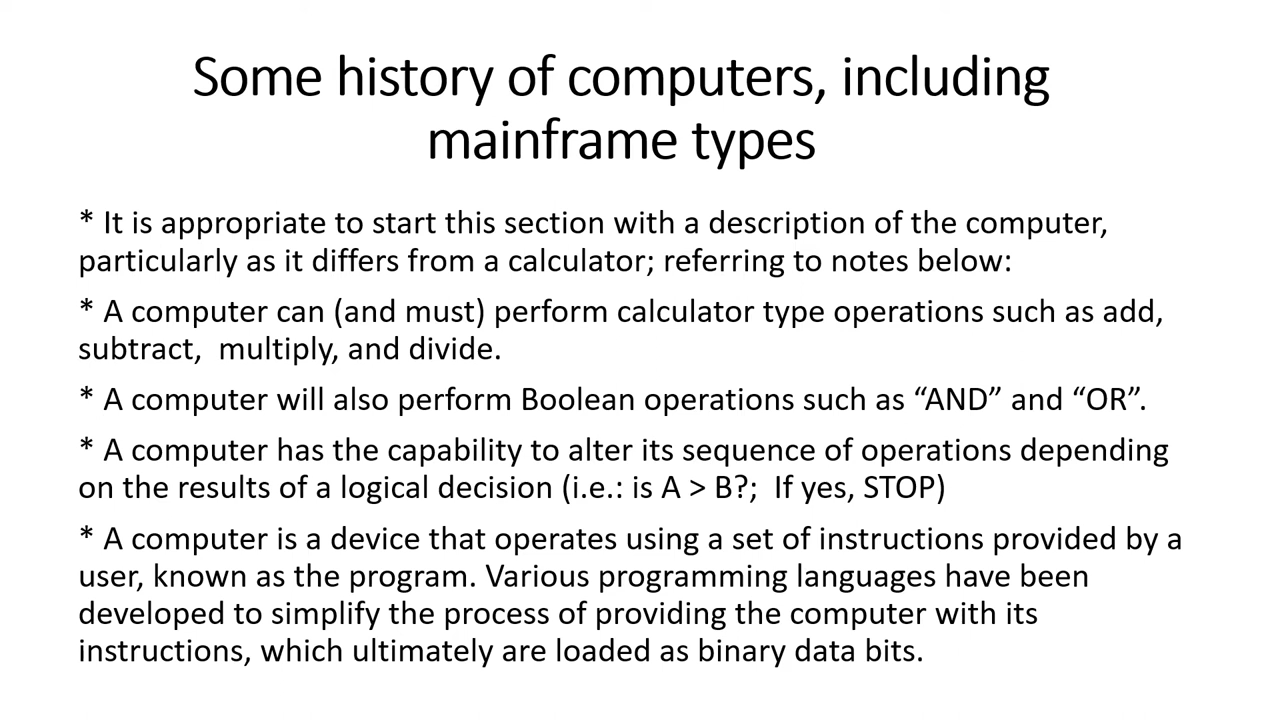 Some history of computers, including
mainframe types
* It is appropriate to start this section with a description of the computer,
particularly as it differs from a calculator; referring to notes below:
* A computer can (and must) perform calculator type operations such as add,
subtract,  multiply, and divide.
* A computer will also perform Boolean operations such as “AND” and “OR”.
* A computer has the capability to alter its sequence of operations depending
on the results of a logical decision (i.e.: is A > B?;  If yes, STOP)
* A computer is a device that operates using a set of instructions provided by a
user, known as the program. Various programming languages have been
developed to simplify the process of providing the computer with its
instructions, which ultimately are loaded as binary data bits.